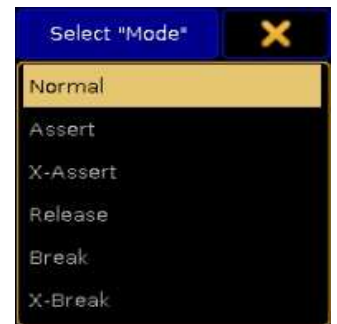 Select "Mode"
Normal
Assert
X-Assert
Release
Break
X-Break